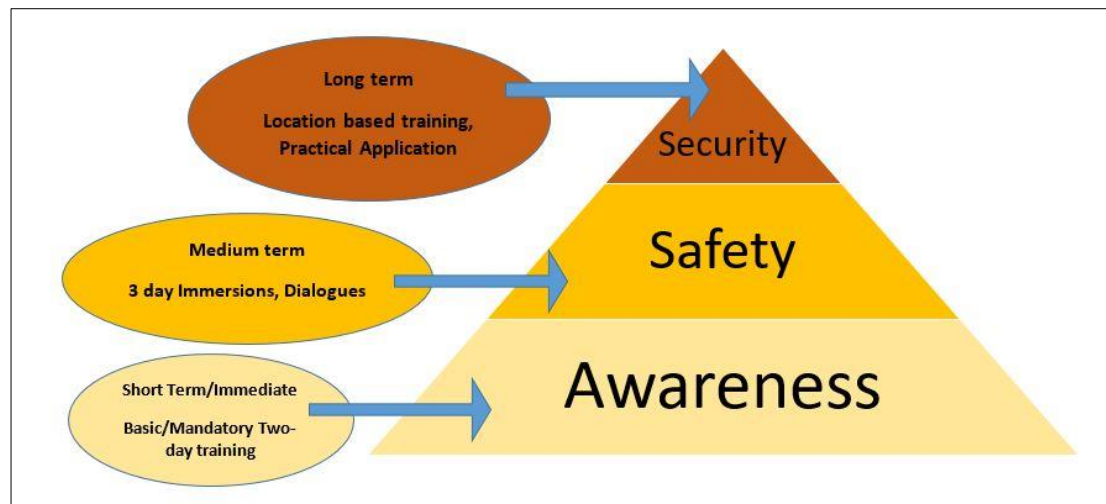 Long term
Location based training,
Practical Application
Security
Medium term
3 day Immersions, Dialogues
Safety
Short Term/Immediate
Basic/Mandatory Two-
day training
Awareness